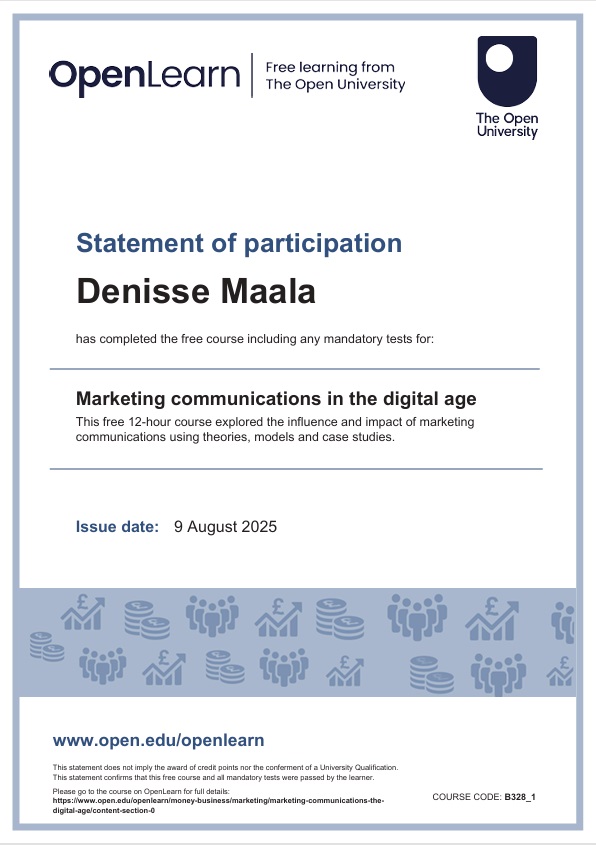 OpenLearn
Free learning from
The Open University
The Open
University
Statement of participation
Denisse Maala
has completed the free course including any mandatory tests for:
Marketing communications in the digital age
This free 12-hour course explored the influence and impact of marketing
communications using theories, models and case studies.
Issue date: 9 August 2025
££££
££
www.open.edu/openlearn
This statement does not imply the award of credit points nor the conferment of a University Qualification.
This statement confirms that this free course and all mandatory tests were passed by the learner.
Please go to the course on OpenLearn for full details:
https://www.open.edu/openlearn/money-business/marketing/marketing-communications-the-
digital-age/content-section-0
COURSE CODE: B328_1